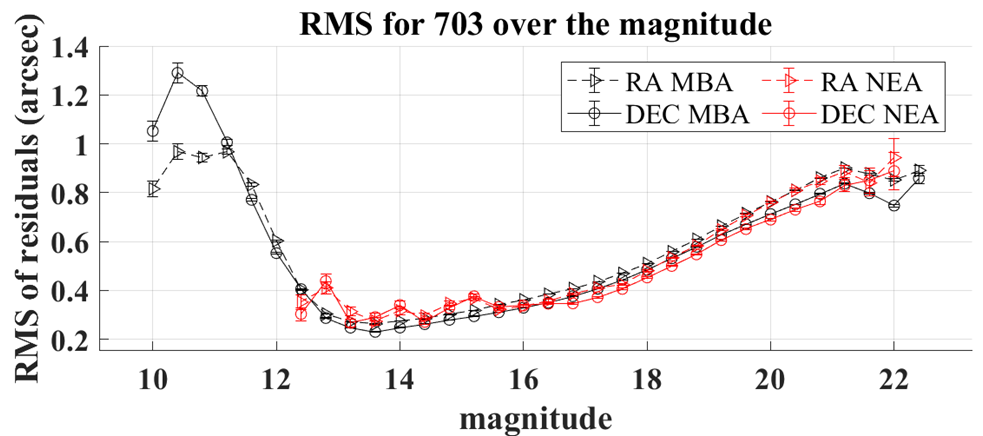 RMS for 703 over the magnitude
RMS of residuals (arcsec)
1.4
1.2
1
0.8
0.6
0.4
0.2
RA MBA
RA NEA
DEC MBA
DEC NEA
10 12 14 16 18 20 22
magnitude